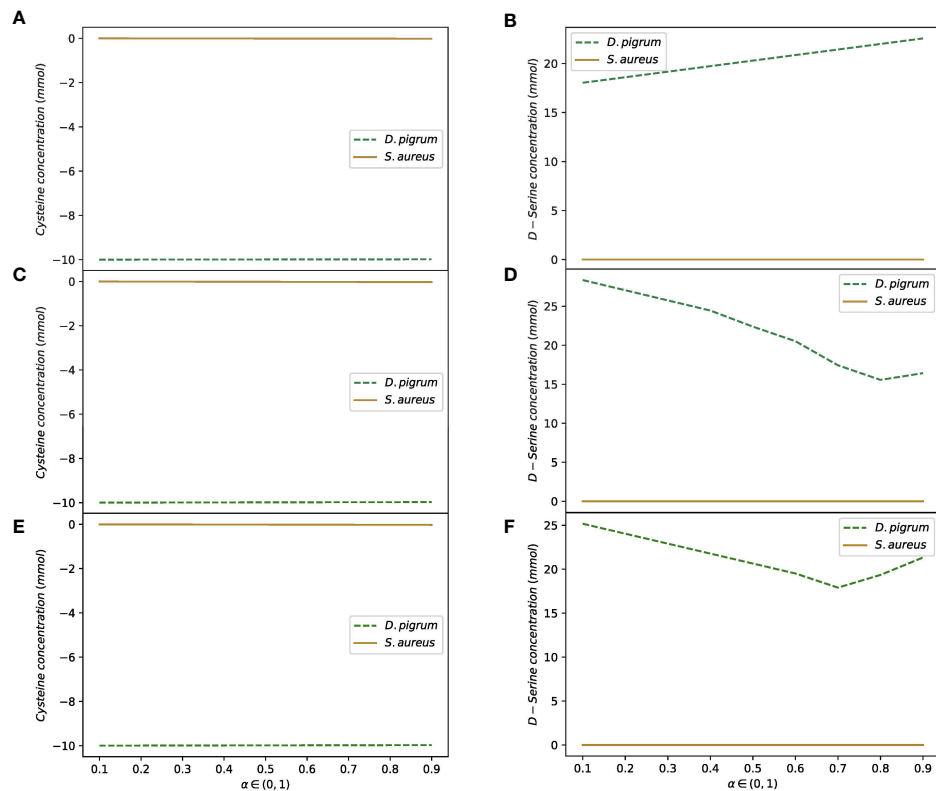 A
Cysteine concentration (mmol)
0
−2
−4
−6
−8
−10
D. pigrum
S. aureus
B
D − Serine concentration (mmol)
20
15
10
5
0
D. pigrum
S. aureus
C
Cysteine concentration (mmol)
0
−2
−4
−6
−8
−10
D. pigrum
S. aureus
D
D − Serine concentration (mmol)
25
20
15
10
5
0
D. pigrum
S. aureus
E
Cysteine concentration (mmol)
0
−2
−4
−6
−8
−10
D. pigrum
S. aureus
0.1 0.2 0.3 0.4 0.5 0.6 0.7 0.8 0.9
α ∈ (0, 1)
F
D − Serine concentration (mmol)
25
20
15
10
5
0
D. pigrum
S. aureus
0.1 0.2 0.3 0.4 0.5 0.6 0.7 0.8 0.9
α ∈ (0, 1)